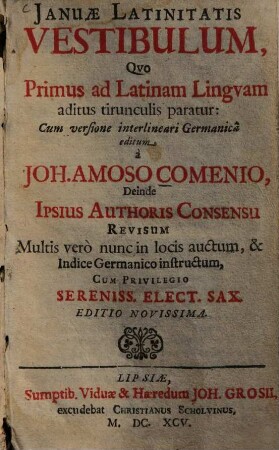 JANUÆ LATINITATIS
VESTIBULUM,
QVO
Primus ad Latinam Lingvam
aditus tirunculis paratur:
Cum versione interlineari Germanicâ
editum
à
JOH. AMOSO COMENIO,
Deinde
IPSIUS AUTHORIS CONSENSU
REVISUM
Multis verò nunc in locis auctum, &
Indice Germanico instructum,
CUM PRIVILEGIO
SERENISS. ELECT. SAX.
EDITIO NOVISSIMA.
LIPSIÆ,
Sumptib. Viduæ & Hæredum JOH. GROSII,
excudebat CHRISTIANUS SCHOLVINUS,
M. DC. XCV.